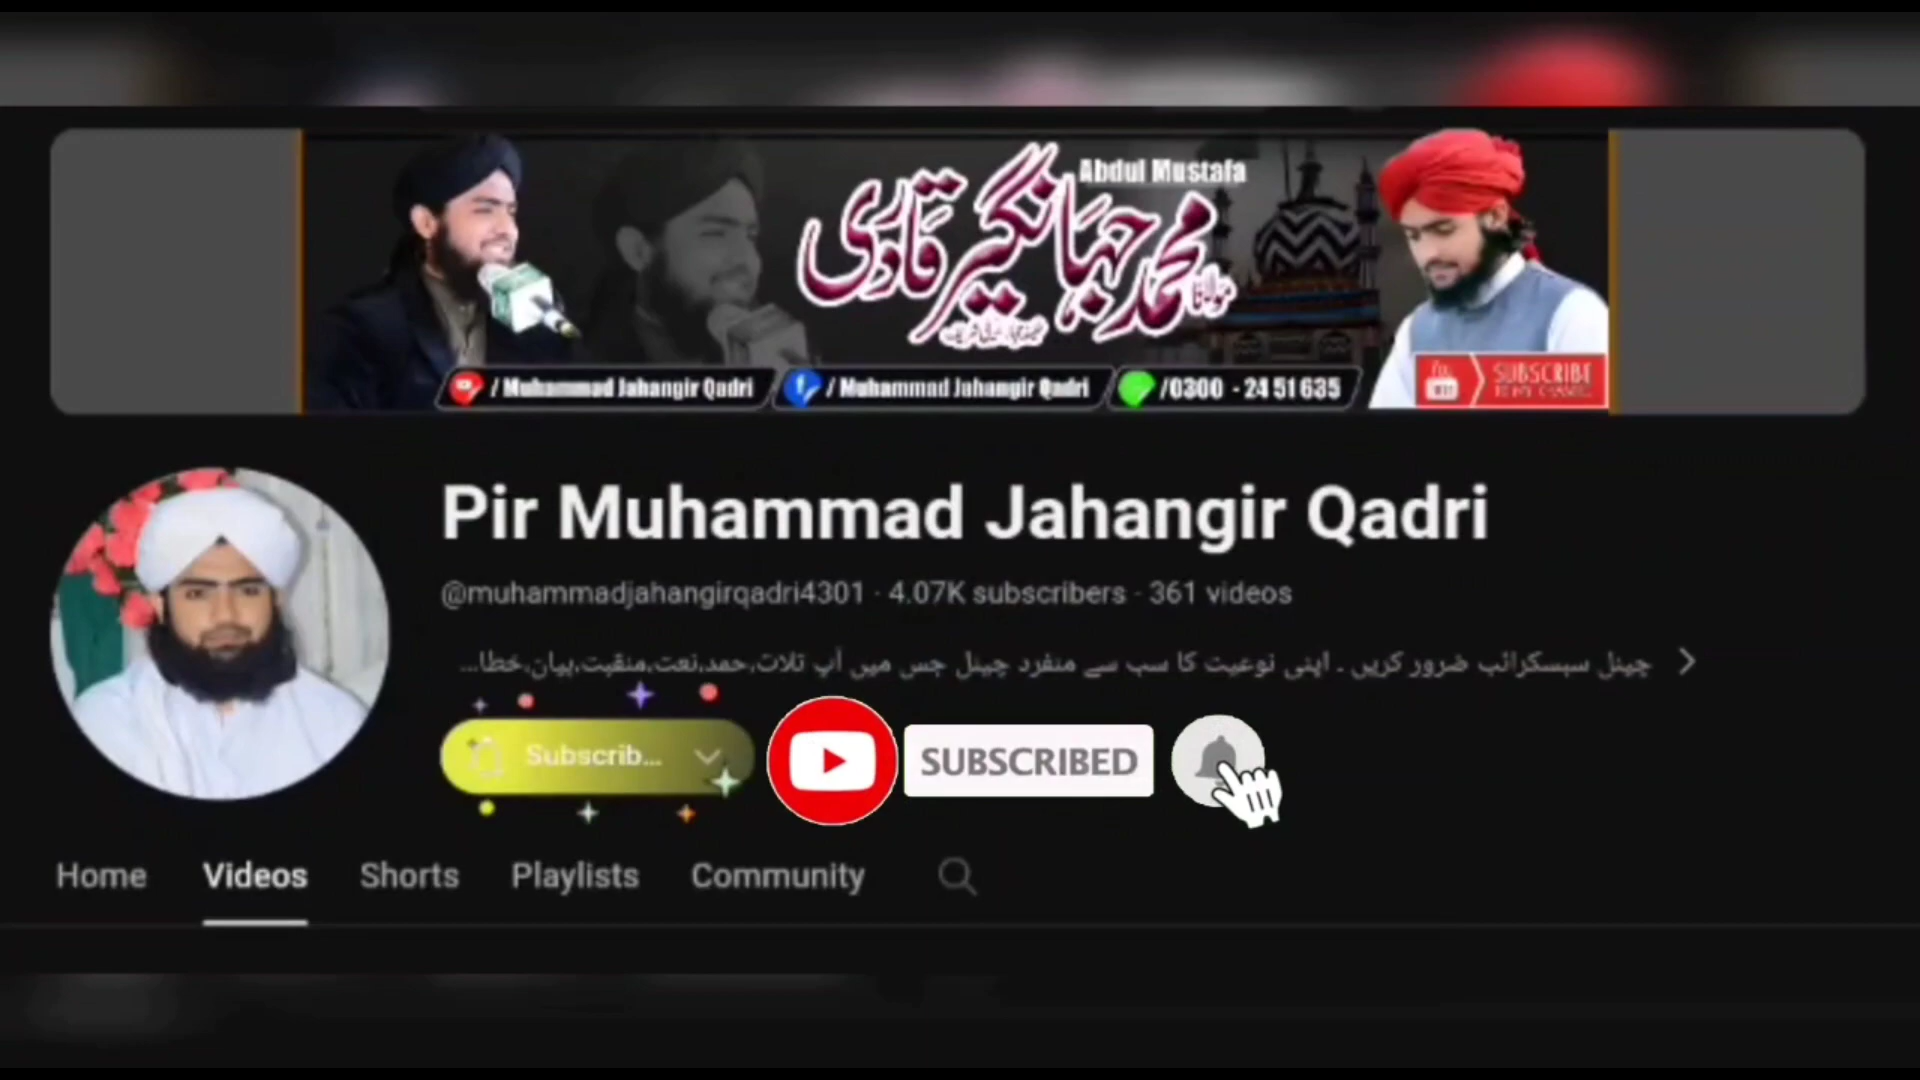 Abdul Mustafa
مولانا محمد جہانگیر قادری
/ Muhammad Jahangir Qadri
/ Muhammad Jahangir Qadri
/0300 - 24 51 635
SUBSCRIBE
Pir Muhammad Jahangir Qadri
@muhammadjahangirqadri4301 · 4.07K subscribers · 361 videos
چینل سبسکرائب ضرور کریں ۔ اپنی نوعیت کا سب سے منفرد چینل جس میں آپ تلات،حمد،نعت،منقبت،بیان،خطا...
Subscrib...
SUBSCRIBED
Home Videos Shorts Playlists Community